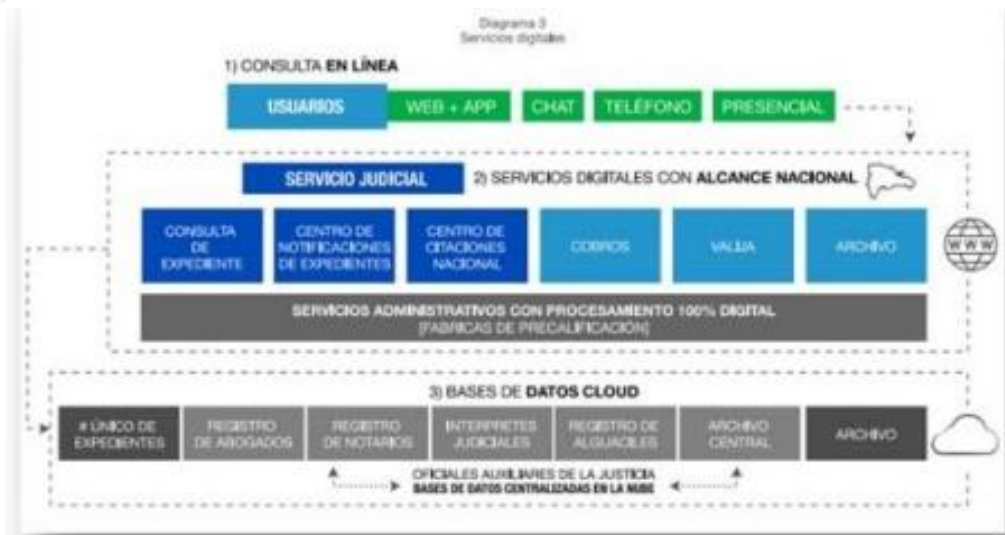 Diagrama 3
Servicios digitales
1) CONSULTA EN LÍNEA
USUARIOS
WEB + APP
CHAT
TELÉFONO
PRESENCIAL
SERVICIO JUDICIAL
2) SERVICIOS DIGITALES CON ALCANCE NACIONAL
CONSULTA
DE
EXPEDIENTE
CENTRO DE
NOTIFICACIONES
DE EXPEDIENTES
CENTRO DE
CITACIONES
NACIONAL
COBROS
VALIJA
ARCHIVO
WWW
SERVICIOS ADMINISTRATIVOS CON PROCESAMIENTO 100% DIGITAL
[FABRICAS DE PRECALIFICACIÓN]
3) BASES DE DATOS CLOUD
# ÚNICO DE
EXPEDIENTES
REGISTRO
DE ABOGADOS
REGISTRO
DE NOTARIOS
INTERPRETES
JUDICIALES
REGISTRO DE
ALGUACILES
ARCHIVO
CENTRAL
ARCHIVO
OFICIALES AUXILIARES DE LA JUSTICIA
BASES DE DATOS CENTRALIZADAS EN LA NUBE